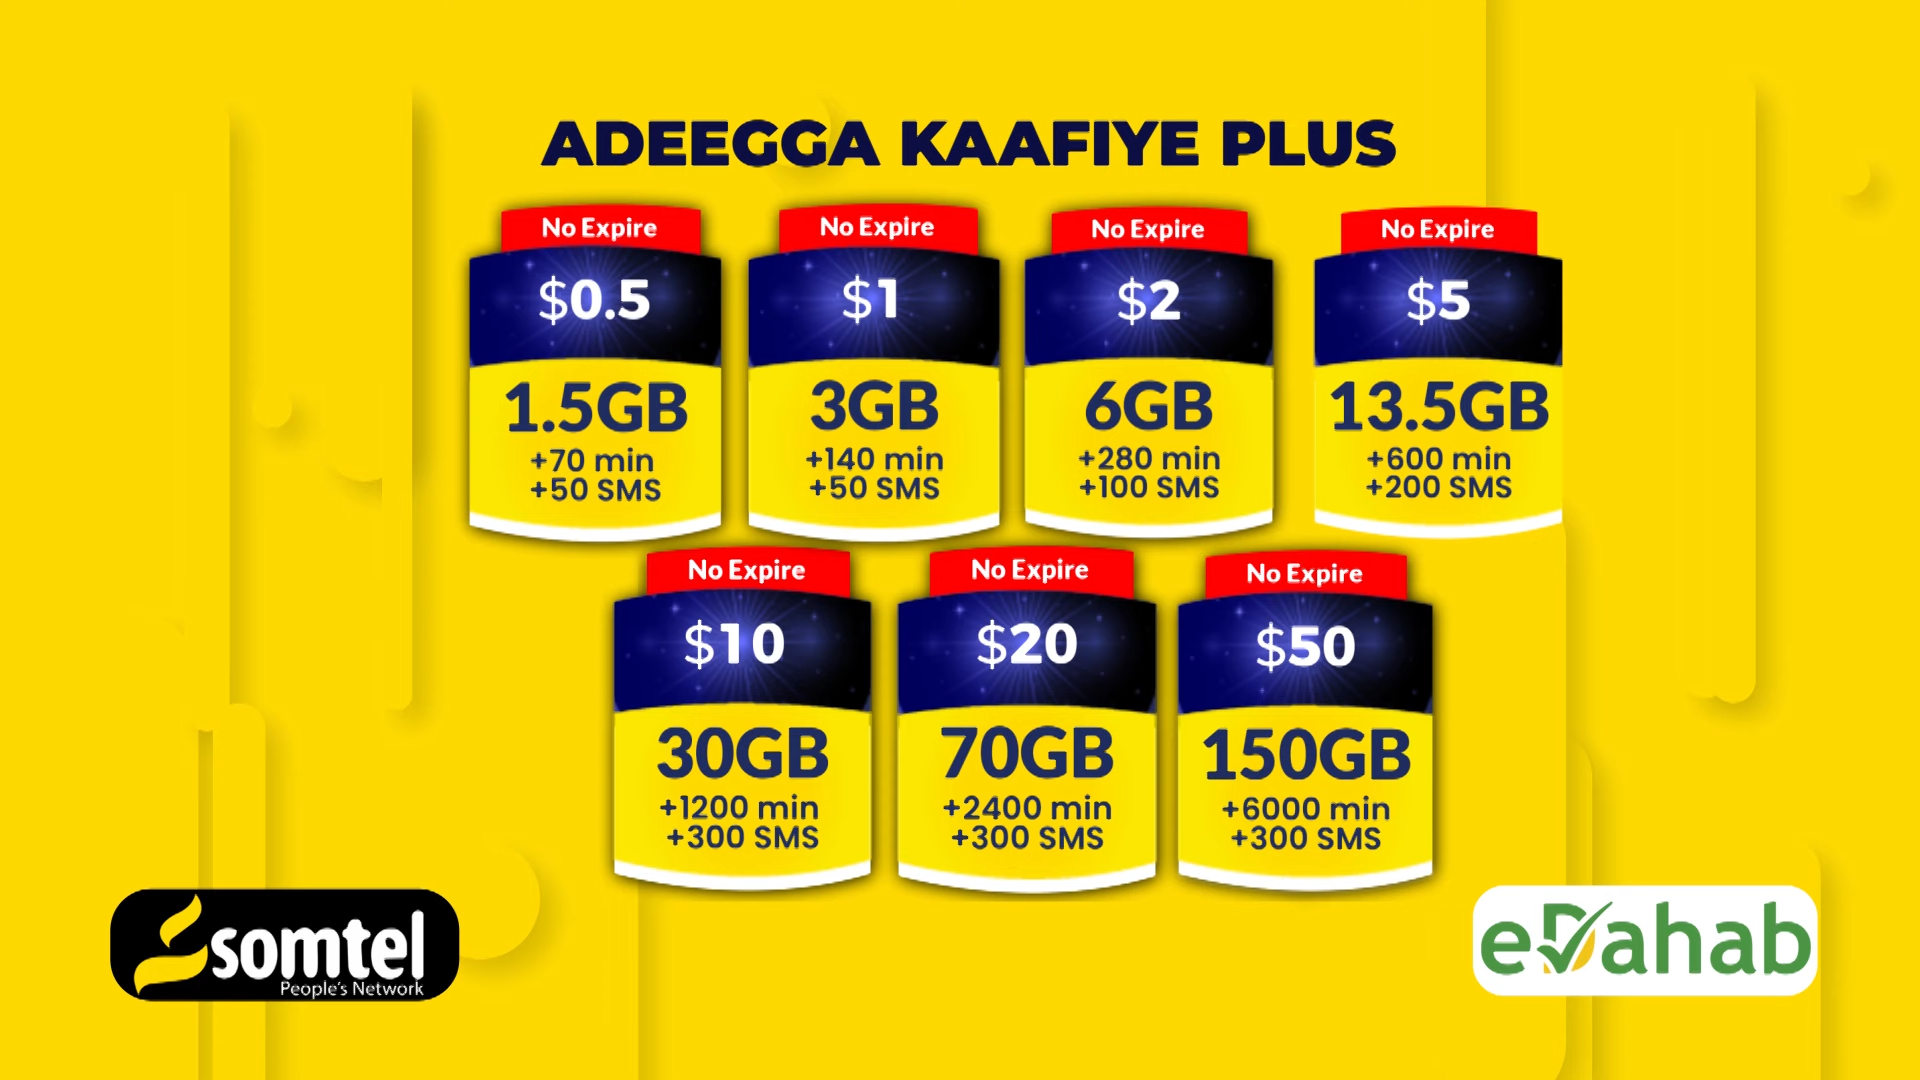 ADEEGGA KAAFIYE PLUS
No Expire
$0.5
1.5GB
+70 min
+50 SMS
No Expire
$1
3GB
+140 min
+50 SMS
No Expire
$2
6GB
+280 min
+100 SMS
No Expire
$5
13.5GB
+600 min
+200 SMS
No Expire
$10
30GB
+1200 min
+300 SMS
No Expire
$20
70GB
+2400 min
+300 SMS
No Expire
$50
150GB
+6000 min
+300 SMS
somtel
People's Network
eDahab